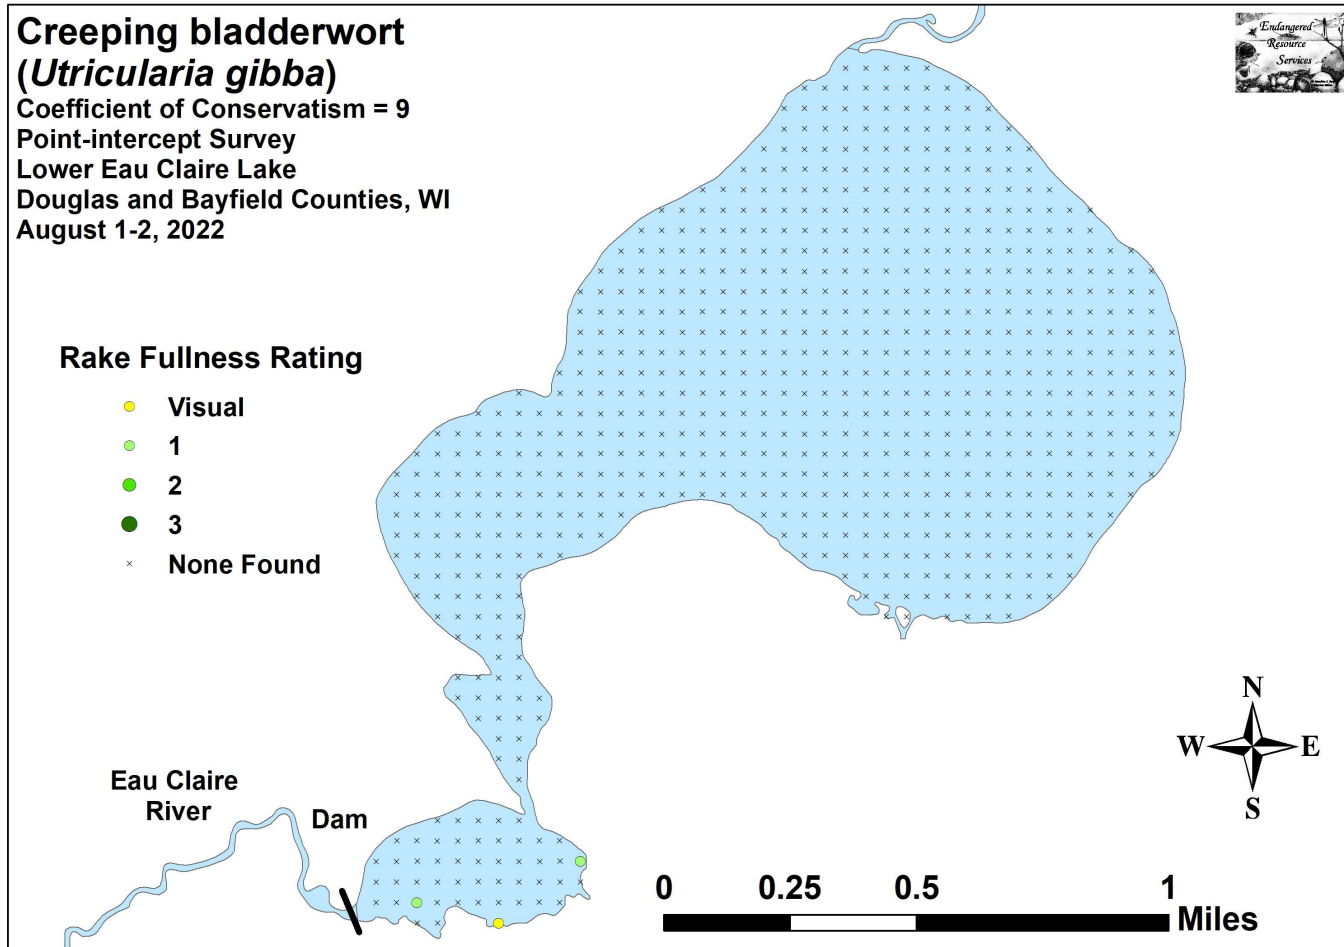 Creeping bladderwort
(Utricularia gibba)
Coefficient of Conservatism = 9
Point-intercept Survey
Lower Eau Claire Lake
Douglas and Bayfield Counties, WI
August 1-2, 2022
Endangered
Resource
Services
Rake Fullness Rating
Visual
1
2
3
None Found
N
W
E
S
Eau Claire
River
Dam
0
0.25
0.5
1
Miles